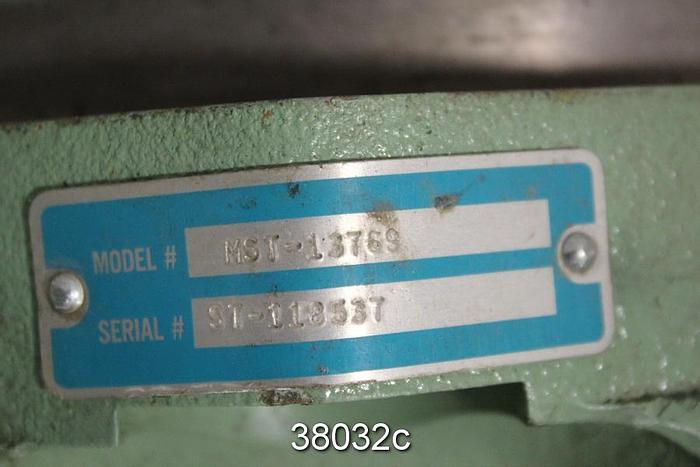 MODEL # MST-13769
SERIAL # ST-118537
38032c